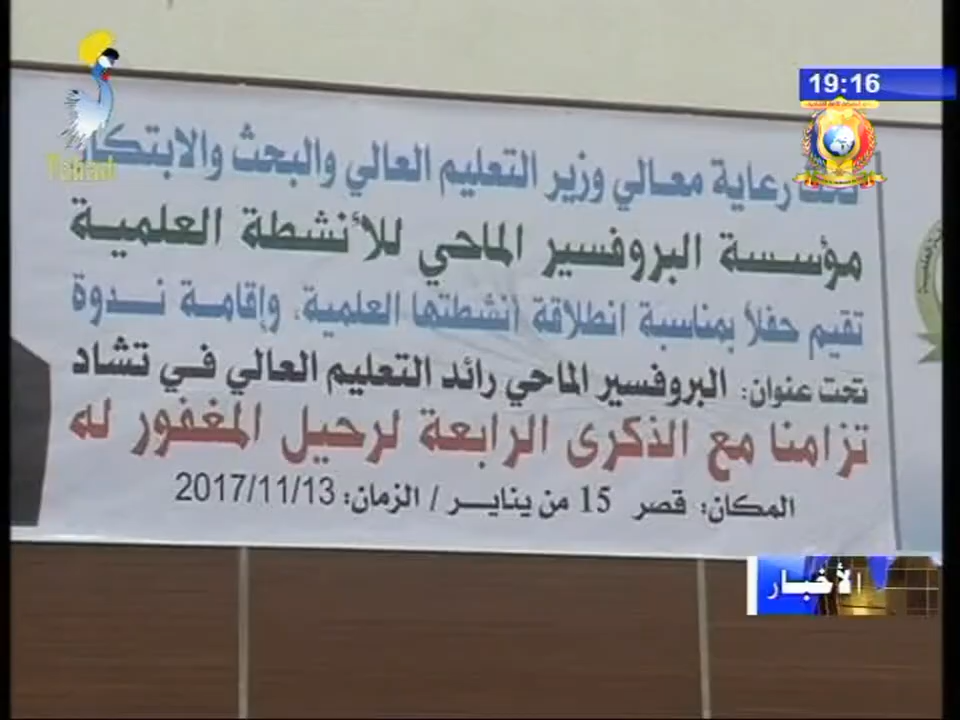 19:16
Tchad
تحت رعاية معالي وزير التعليم العالي والبحث والابتكار
مؤسسة البروفسير الماحي للأنشطة العلمية
تقيم حفلاً بمناسبة انطلاقة أنشطتها العلمية، وإقامة ندوة
تحت عنوان: البروفسير الماحي رائد التعليم العالي في تشاد
تزامنا مع الذكرى الرابعة لرحيل المغفور له
المكان: قصر 15 من يناير / الزمان: 2017/11/13
الأخبار